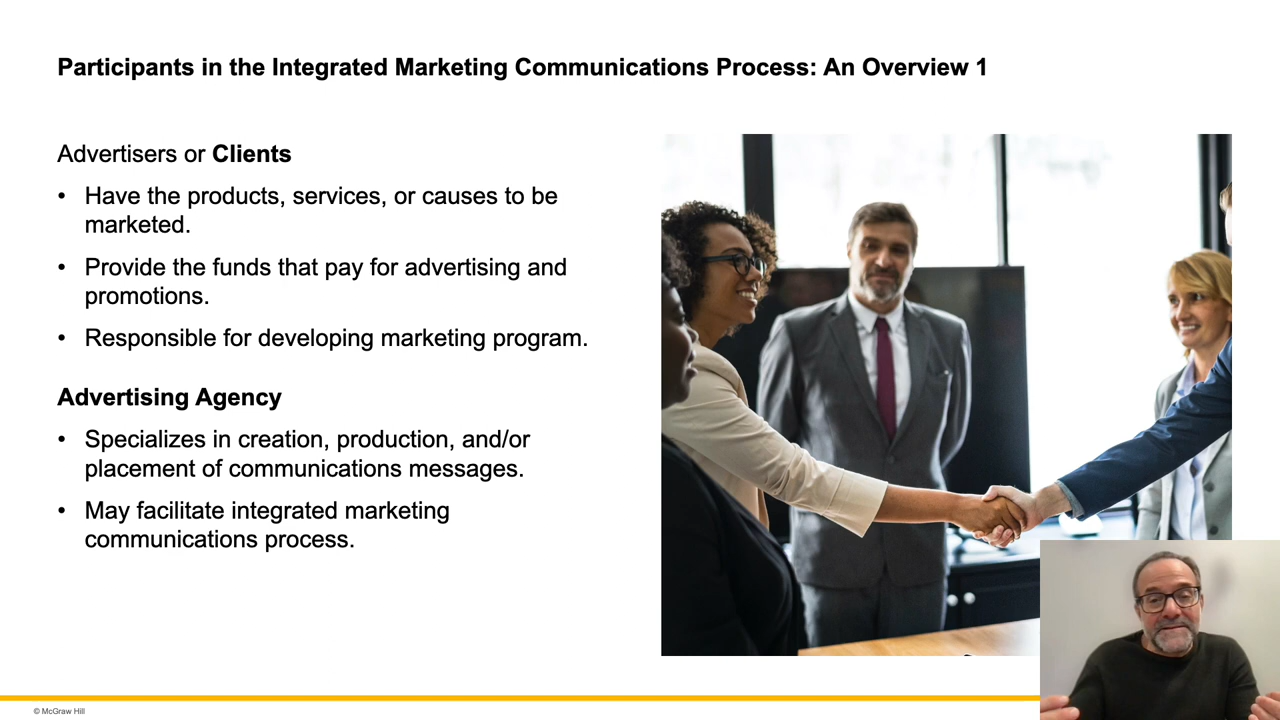 Participants in the Integrated Marketing Communications Process: An Overview 1
Advertisers or Clients
• Have the products, services, or causes to be
marketed.
• Provide the funds that pay for advertising and
promotions.
• Responsible for developing marketing program.
Advertising Agency
• Specializes in creation, production, and/or
placement of communications messages.
• May facilitate integrated marketing
communications process.
© McGraw Hill